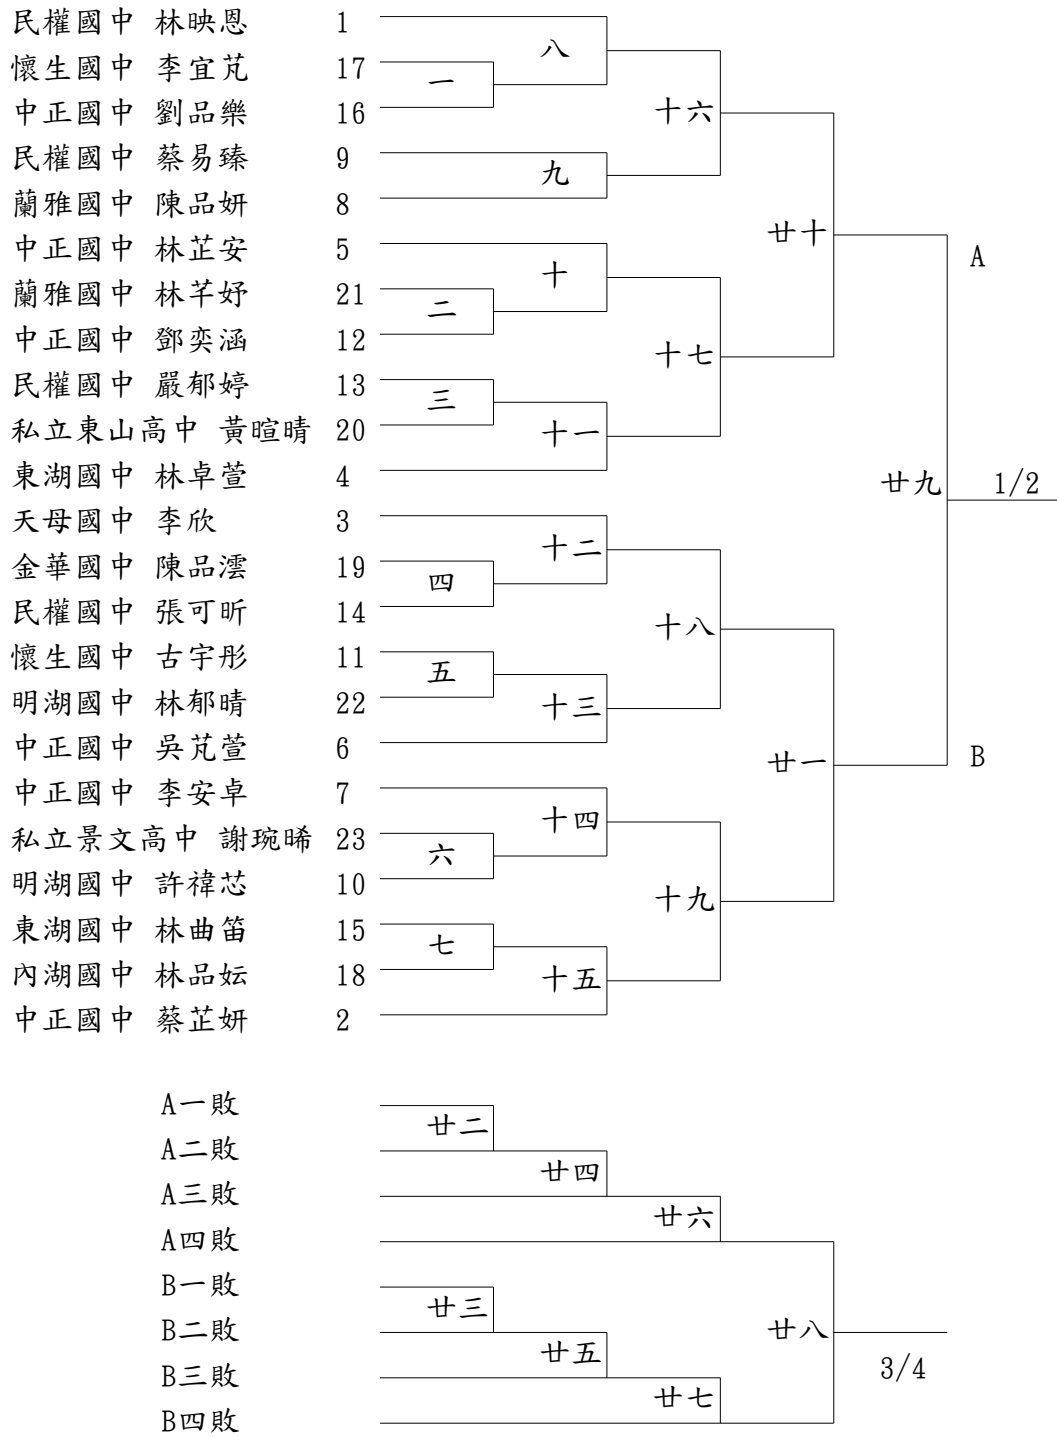 民權國中 林映恩 1
懷生國中 李宜芃 17
中正國中 劉品樂 16
民權國中 蔡易臻 9
蘭雅國中 陳品妍 8
中正國中 林芷安 5
蘭雅國中 林芊妤 21
中正國中 鄧奕涵 12
民權國中 嚴郁婷 13
私立東山高中 黃暄晴 20
東湖國中 林卓萱 4
天母國中 李欣 3
金華國中 陳品澐 19
民權國中 張可昕 14
懷生國中 古宇彤 11
明湖國中 林郁晴 22
中正國中 吳芃萱 6
中正國中 李安卓 7
私立景文高中 謝琬晞 23
明湖國中 許禕芯 10
東湖國中 林曲笛 15
內湖國中 林品妘 18
中正國中 蔡芷妍 2
一
二
三
四
五
六
七
八
九
十
十一
十二
十三
十四
十五
十六
十七
十八
十九
廿十
廿一
廿九
A
B
1/2
A一敗
A二敗
A三敗
A四敗
B一敗
B二敗
B三敗
B四敗
廿二
廿三
廿四
廿五
廿六
廿七
廿八
3/4